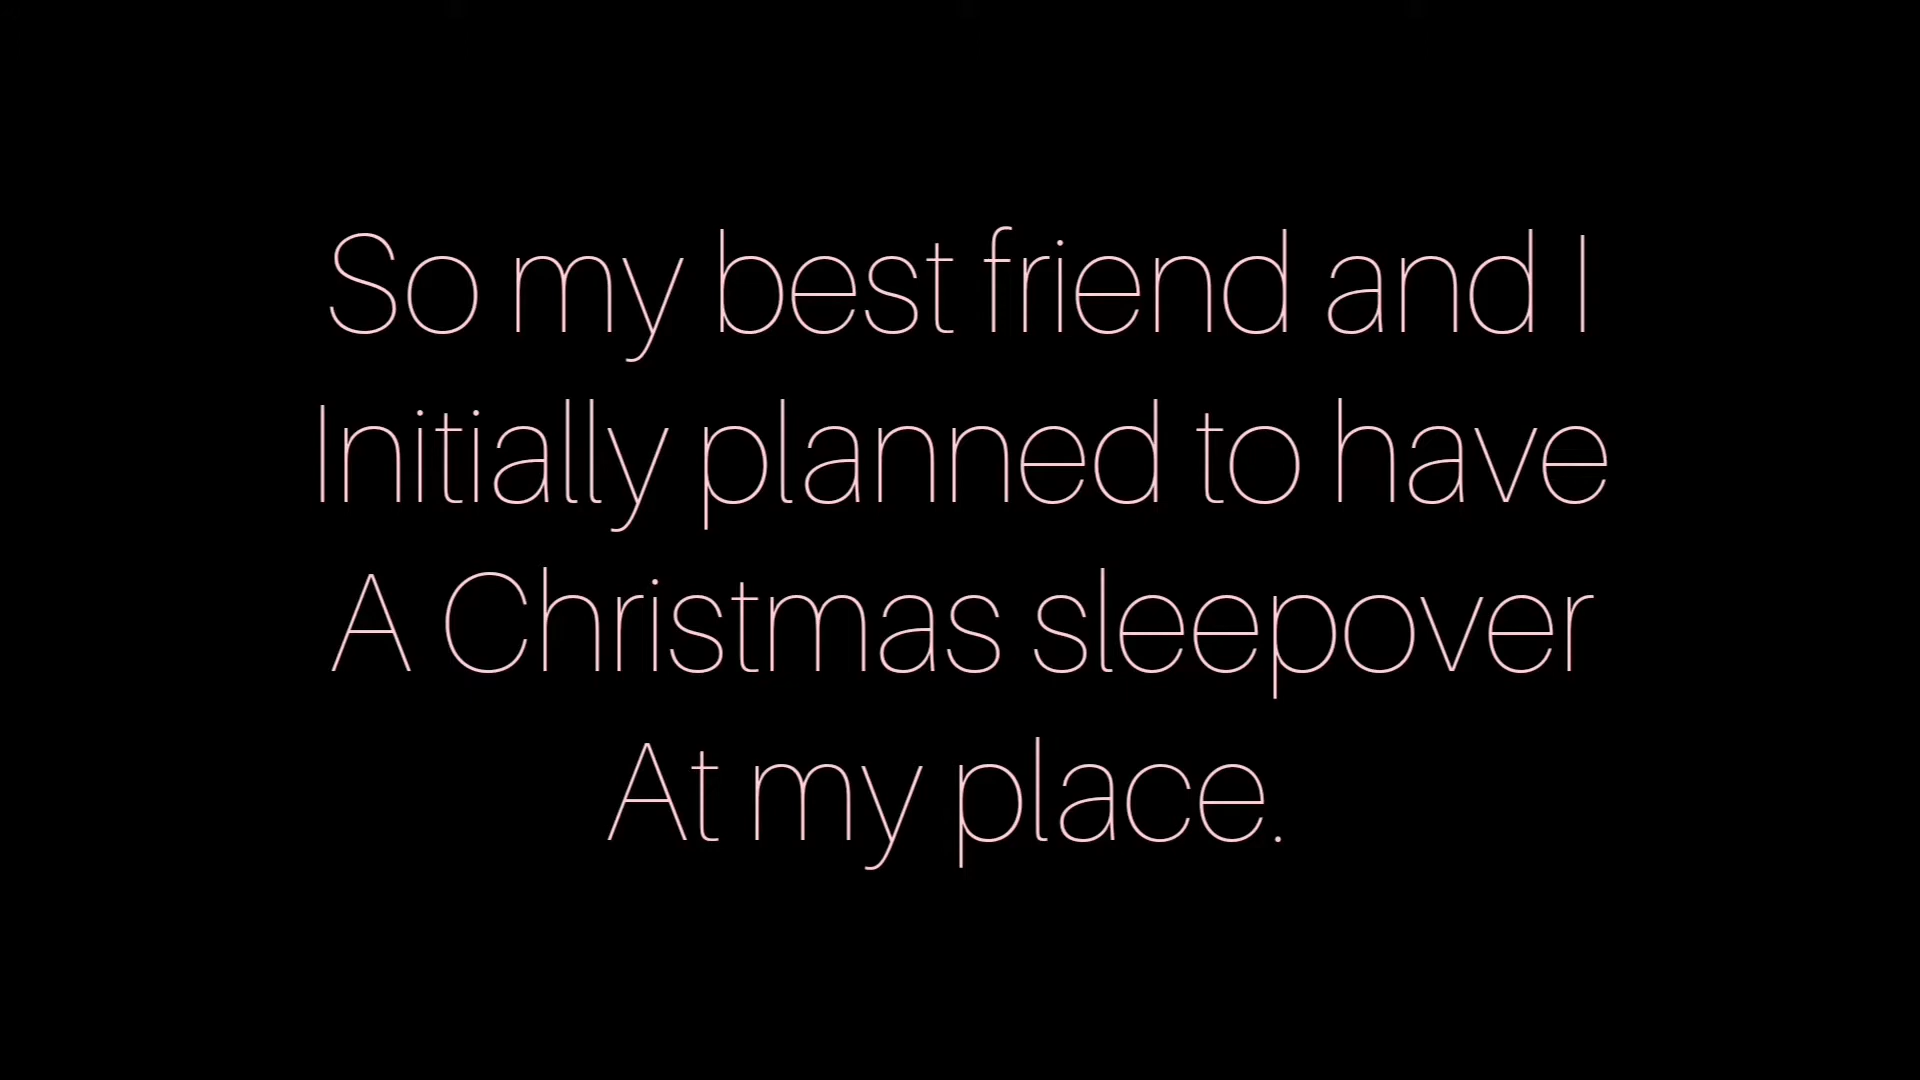 So my best friend and I
Initially planned to have
A Christmas sleepover
At my place.